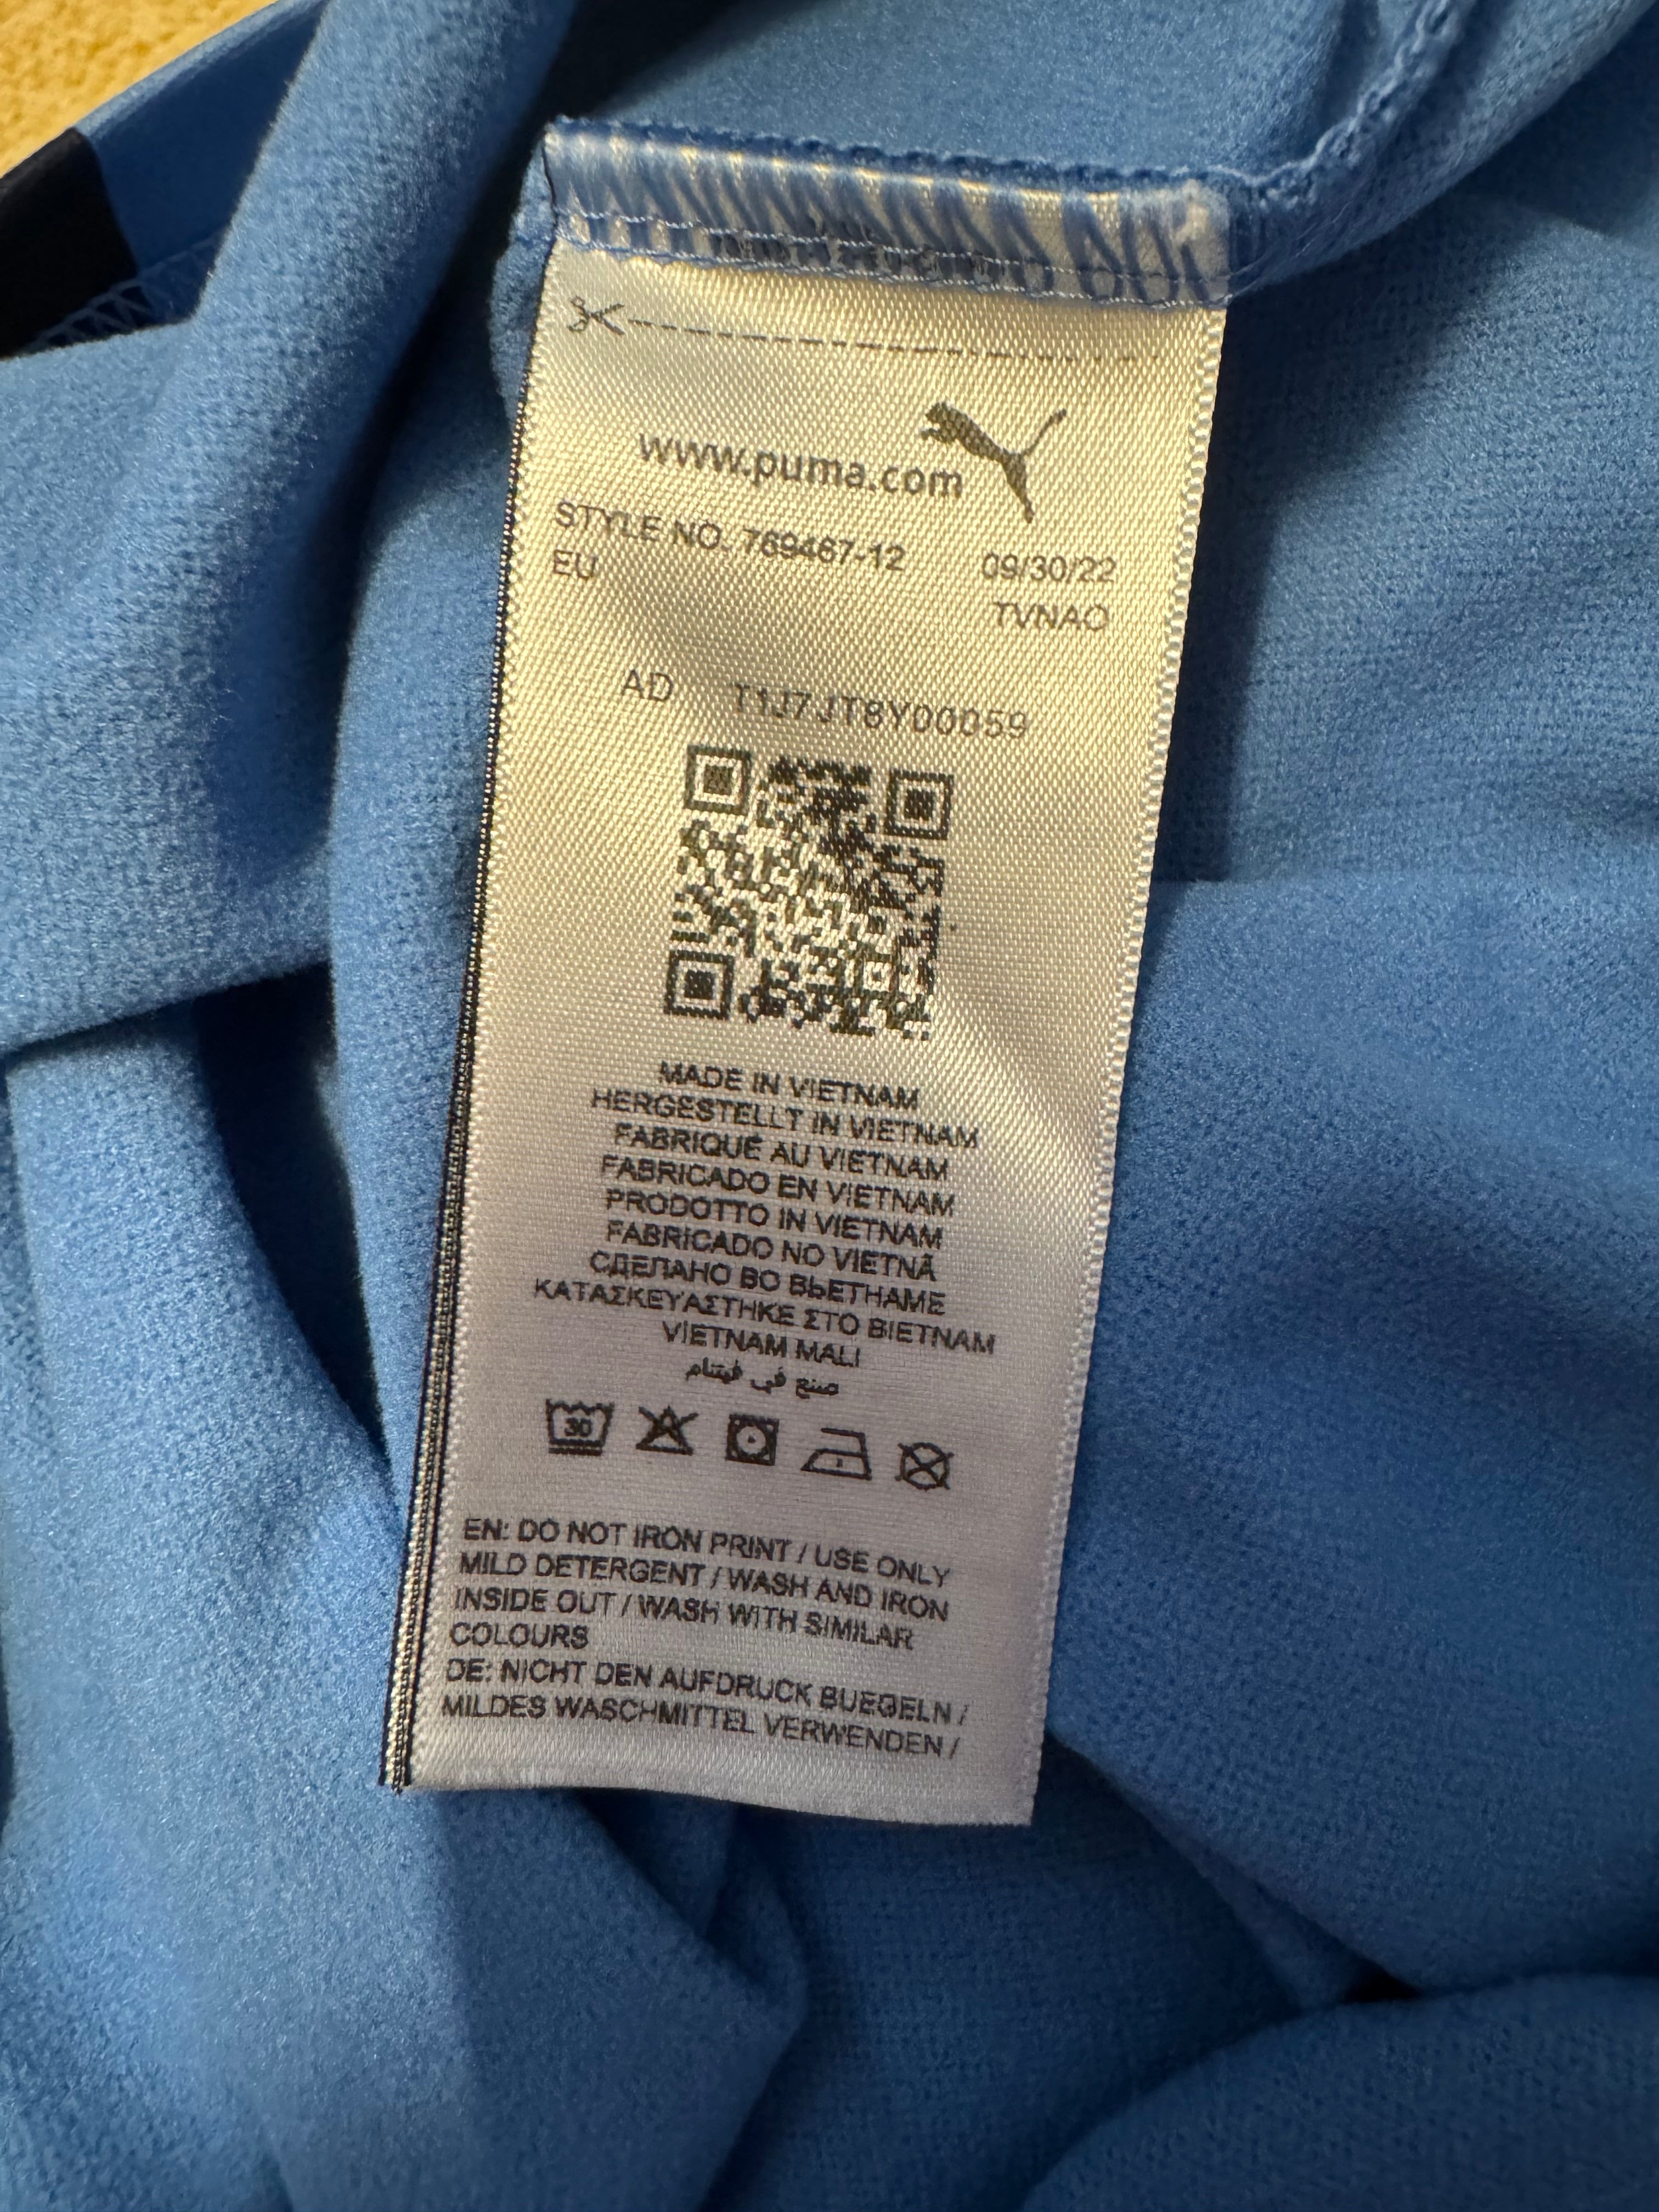 www.puma.com
STYLE NO. 769467-12 09/30/22
EU TVNAO
AD T1J7JT8Y00059
MADE IN VIETNAM
HERGESTELLT IN VIETNAM
FABRIQUÉ AU VIETNAM
FABRICADO EN VIETNAM
PRODOTTO IN VIETNAM
FABRICADO NO VIETNÃ
СДЕЛАНО ВО ВЬЕТНАМЕ
ΚΑΤΑΣΚΕΥΑΣΤΗΚΕ ΣΤΟ ΒΙΕΤΝΑΜ
VIETNAM MALI
صنع في فيتنام
30
EN: DO NOT IRON PRINT / USE ONLY
MILD DETERGENT / WASH AND IRON
INSIDE OUT / WASH WITH SIMILAR
COLOURS
DE: NICHT DEN AUFDRUCK BUEGELN /
MILDES WASCHMITTEL VERWENDEN /